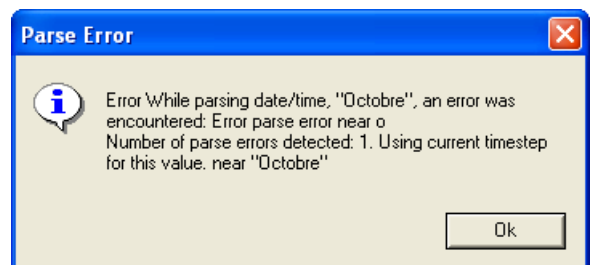 Parse Error
Error While parsing date/time, "Octobre", an error was
encountered: Error parse error near o
Number of parse errors detected: 1. Using current timestep
for this value. near "Octobre"
Ok